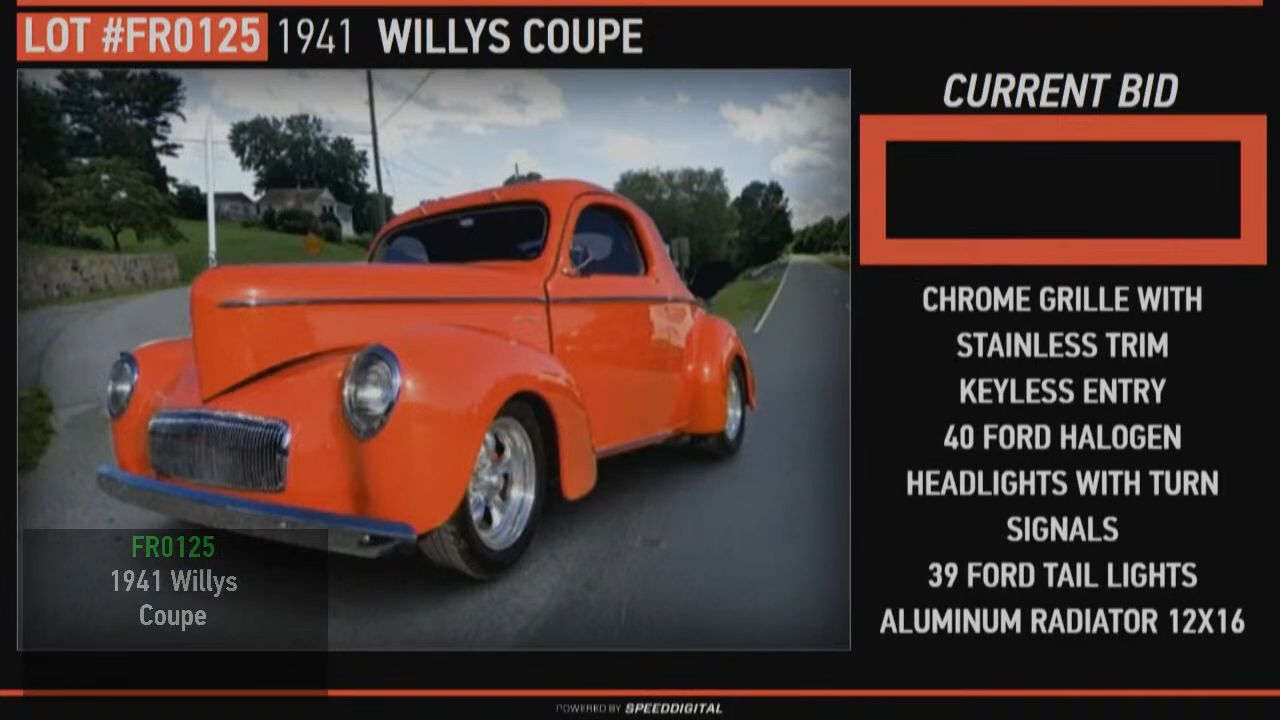 LOT #FR0125 1941 WILLYS COUPE
CURRENT BID
CHROME GRILLE WITH
STAINLESS TRIM
KEYLESS ENTRY
40 FORD HALOGEN
HEADLIGHTS WITH TURN
SIGNALS
39 FORD TAIL LIGHTS
ALUMINUM RADIATOR 12X16
FR0125
1941 Willys
Coupe
POWERED BY SPEEDDIGITAL